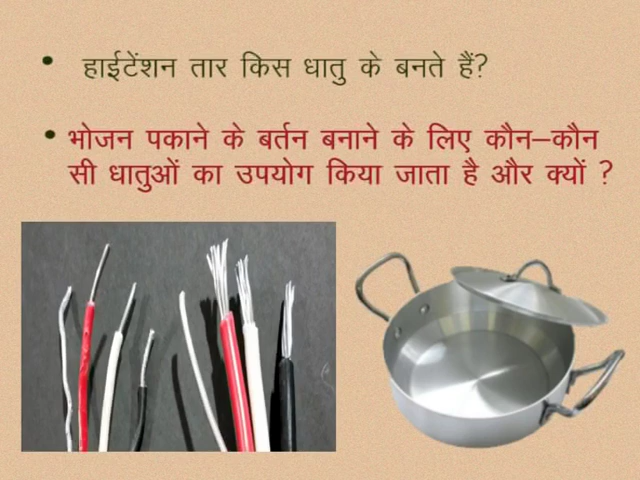 • हाईटेंशन तार किस धातु के बनते हैं?
• भोजन पकाने के बर्तन बनाने के लिए कौन–कौन
सी धातुओं का उपयोग किया जाता है और क्यों ?